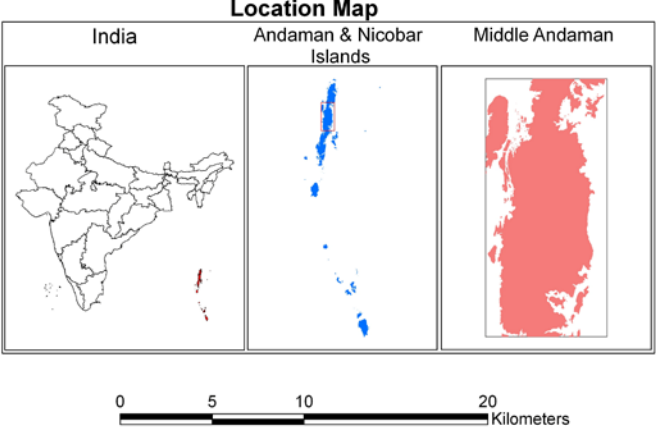 Location Map
India
Andaman & Nicobar
Islands
Middle Andaman
0 5 10 20
Kilometers